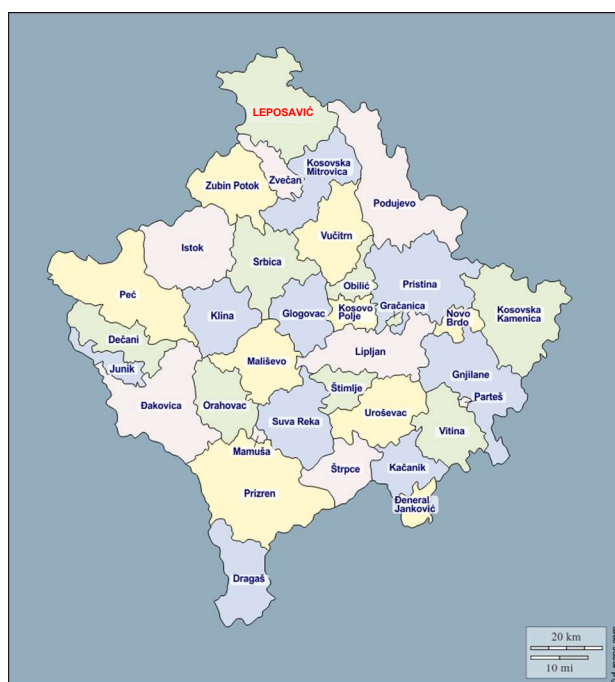 LEPOSAVIĆ
Kosovska
Mitrovica
Zvečan
Zubin Potok
Podujevo
Vučitrn
Istok
Srbica
Peć
Obilić
Pristina
Klina
Glogovac
Kosovo
Polje
Gračanica
Novo
Brdo
Kosovska
Kamenica
Dečani
Junik
Mališevo
Lipljan
Gnjilane
Parteš
Đakovica
Orahovac
Štimlje
Uroševac
Suva Reka
Vitina
Mamuša
Štrpce
Kačanik
Prizren
Đeneral
Janković
Dragaš
20 km
10 mi